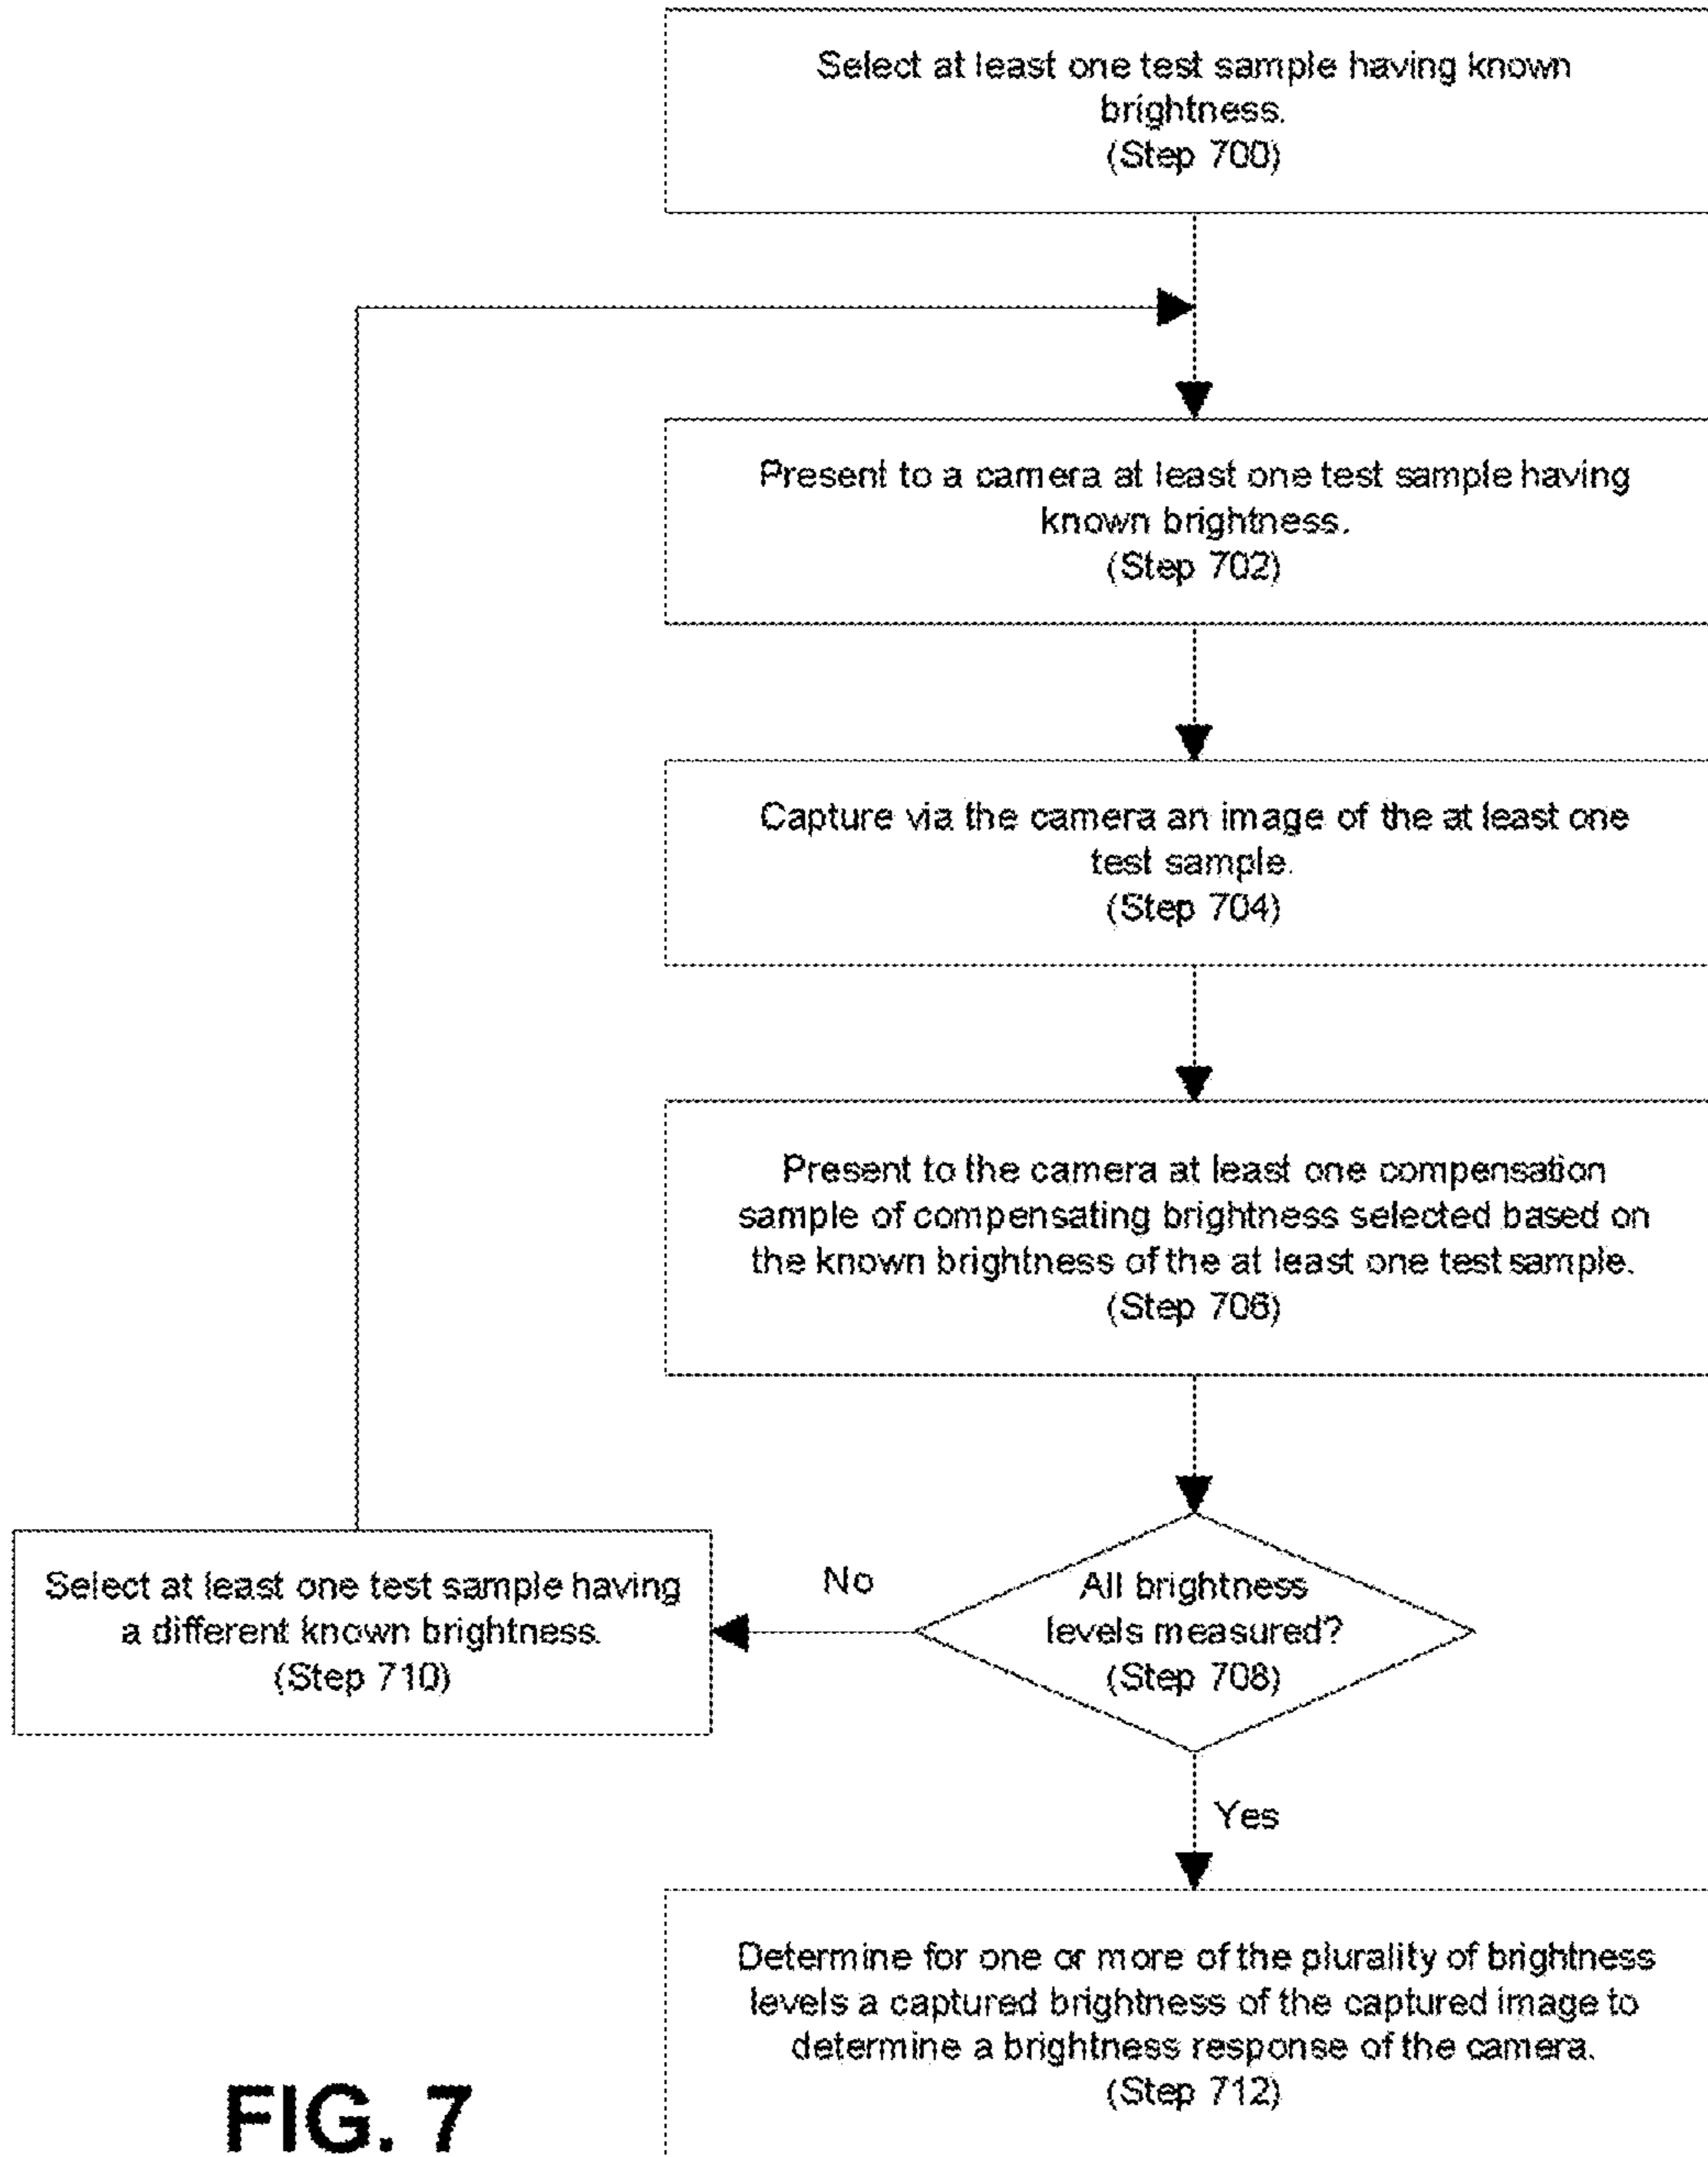 Select at least one test sample having known
brightness.
(Step 700)
Present to a camera at least one test sample having
known brightness.
(Step 702)
Capture via the camera an image of the at least one
test sample.
(Step 704)
Present to the camera at least one compensation
sample of compensating brightness selected based on
the known brightness of the at least one test sample.
(Step 706)
All brightness
levels measured?
(Step 708)
No
Select at least one test sample having
a different known brightness.
(Step 710)
Yes
Determine for one or more of the plurality of brightness
levels a captured brightness of the captured image to
determine a brightness response of the camera.
(Step 712)
FIG. 7